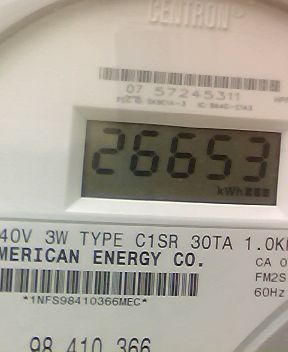 CENTRON
07 57245311
26653
kWh
40V 3W TYPE C1SR 30TA 1.0K
MERICAN ENERGY CO.
CA 0
FM2S
*1NFS98410366MEC*
60Hz
98 410 366